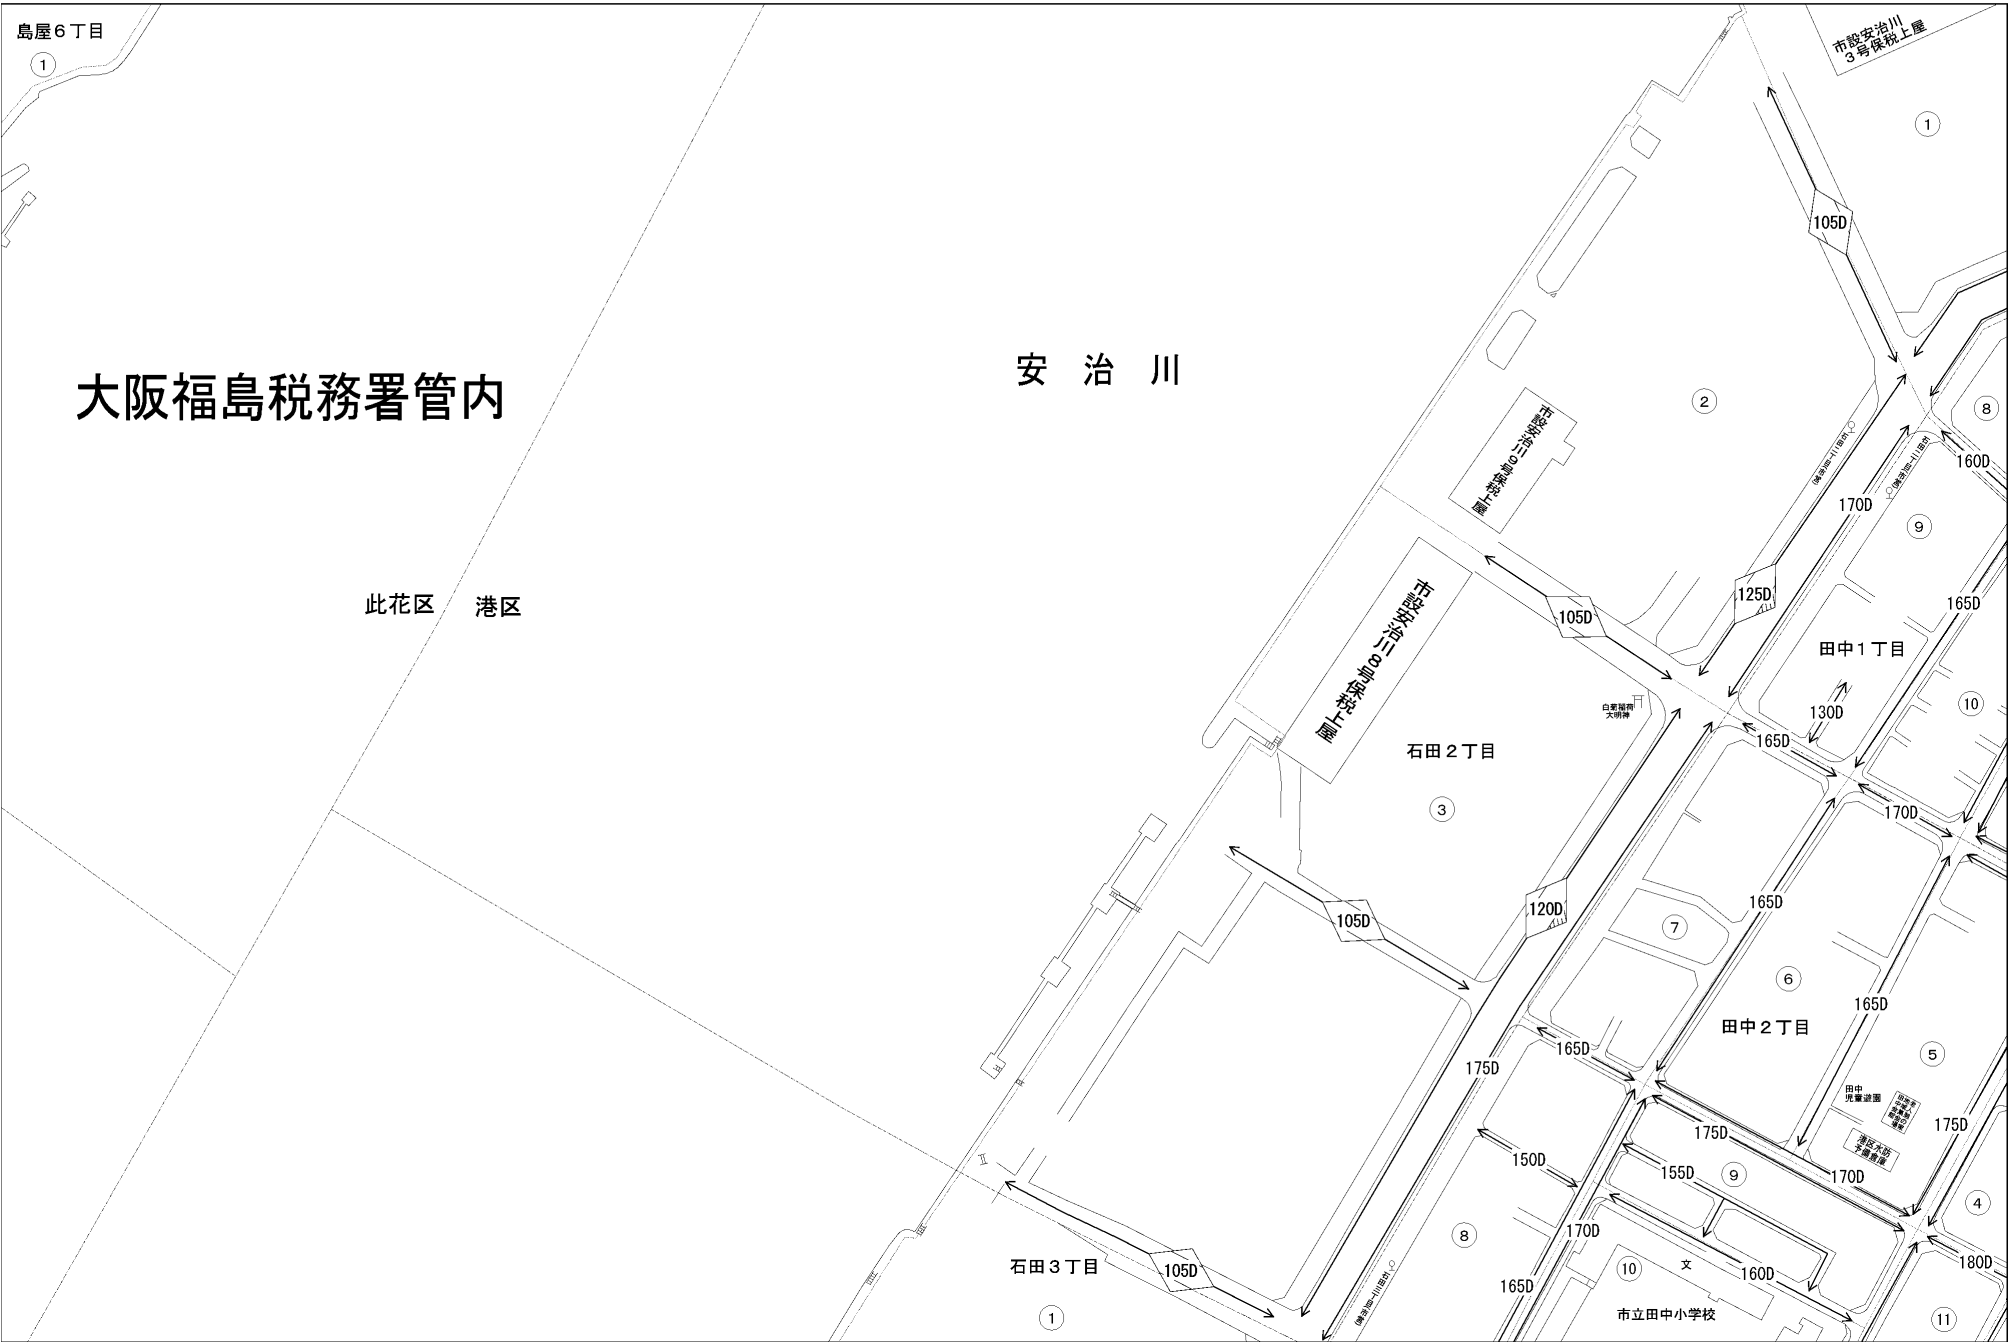 島屋６丁目
①
市設安治川
３号保税上屋
①
105D
大阪福島税務署管内
安治川
②
⑧
市設安治川９号保税上屋
160D
170D
⑨
此花区
港区
105D
125D
165D
市設安治川８号保税上屋
田中１丁目
白菊稲荷
大明神
130D
⑩
165D
石田２丁目
③
170D
165D
105D
120D
⑦
⑥
165D
田中２丁目
165D
⑤
175D
田中
児童遊園
175D
175D
港区水防
予備倉庫
150D
155D
⑨
170D
④
170D
⑧
石田３丁目
105D
⑩
文
160D
180D
165D
①
市立田中小学校
⑪